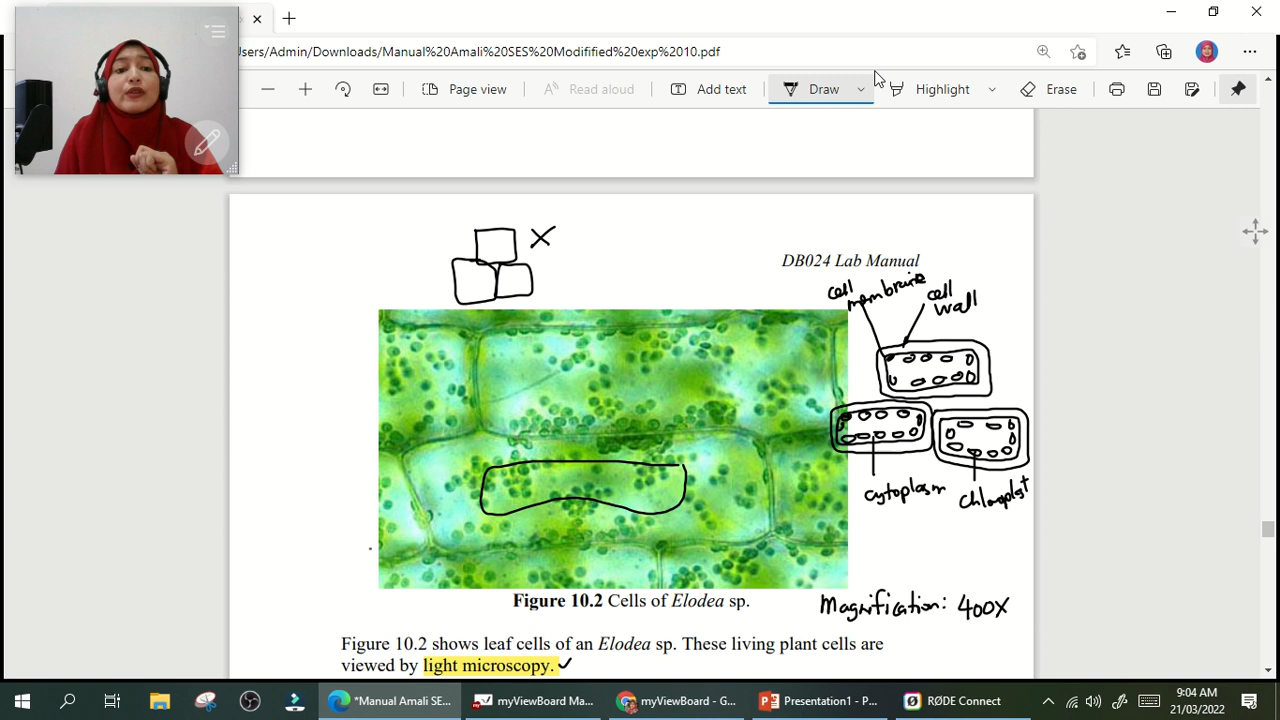 sers/Admin/Downloads/Manual%20Amali%20SES%20Modifified%20exp%2010.pdf
Page view
Read aloud
Add text
Draw
Highlight
Erase
DB024 Lab Manual
cell
membrane
cell
wall
cytoplasm
chloroplast
Figure 10.2 Cells of Elodea sp.
Magnification: 400X
Figure 10.2 shows leaf cells of an Elodea sp. These living plant cells are
viewed by light microscopy.
*Manual Amali SE...
myViewBoard Ma...
myViewBoard - G...
Presentation1 - P...
RØDE Connect
9:04 AM
21/03/2022